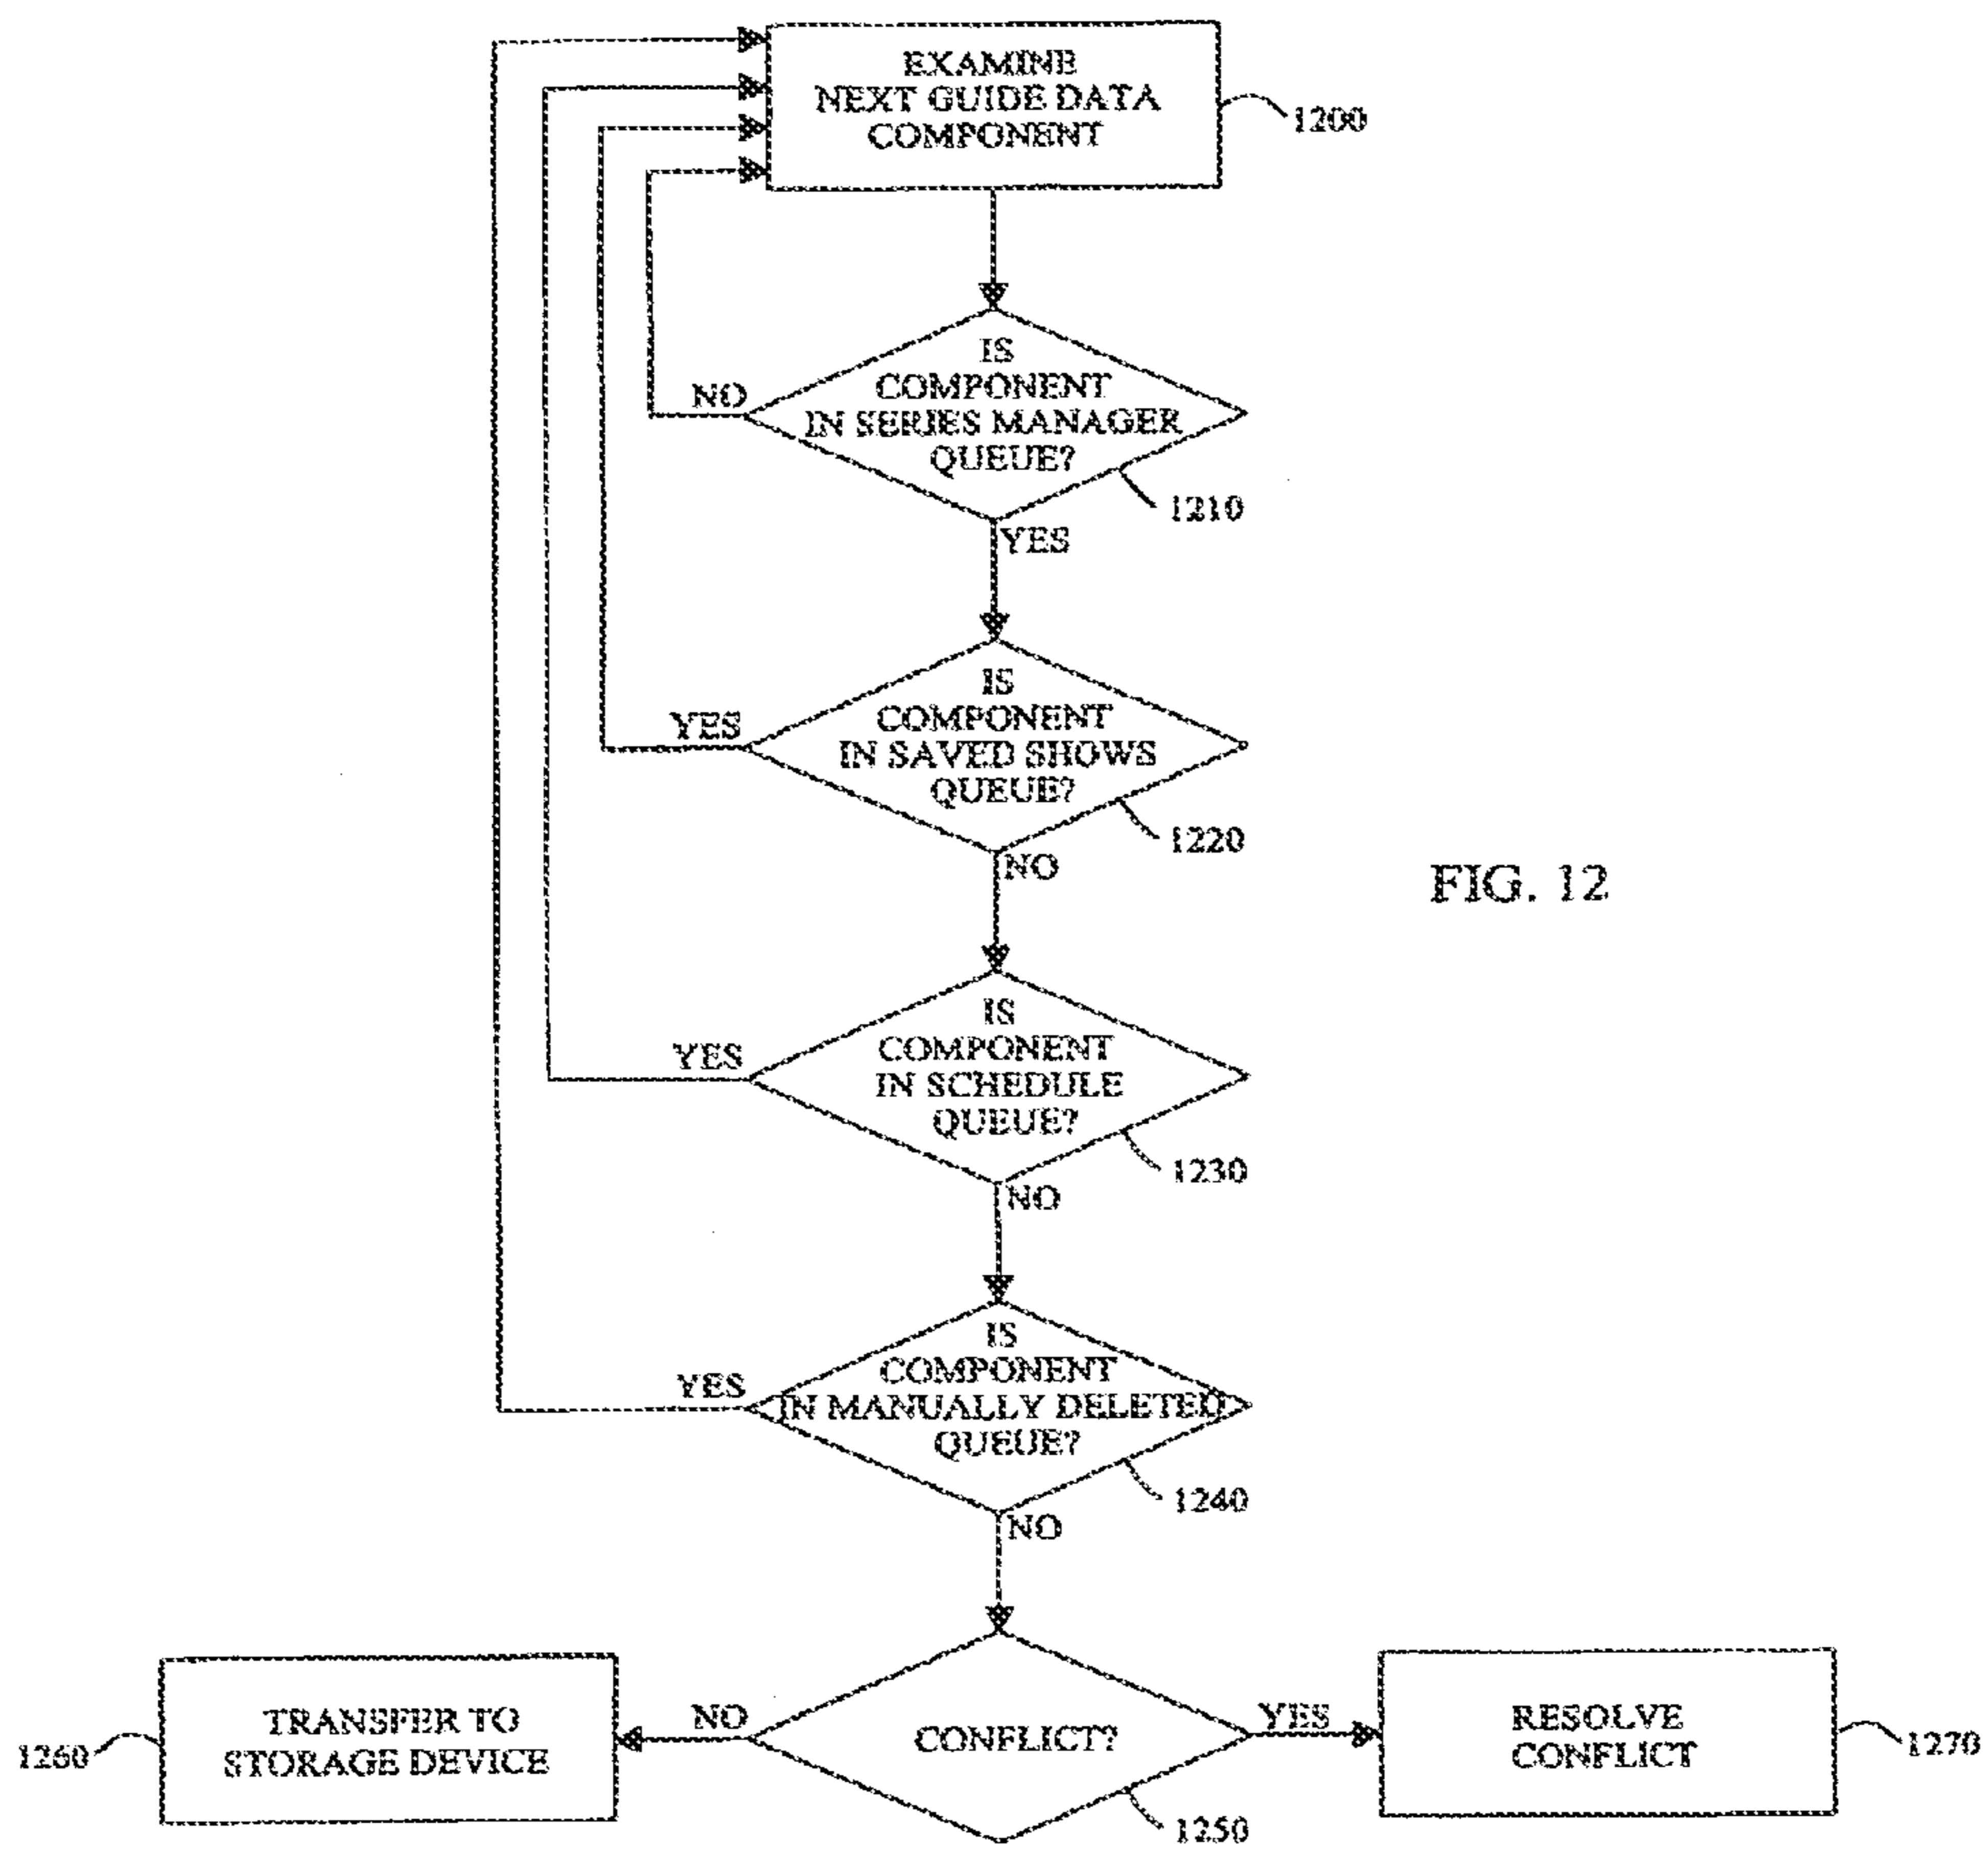 EXAMINE
NEXT GUIDE DATA
COMPONENT
1200
IS
COMPONENT
IN SERIES MANAGER
QUEUE?
NO
1210
YES
IS
COMPONENT
IN SAVED SHOWS
QUEUE?
YES
1220
NO
FIG. 12
IS
COMPONENT
IN SCHEDULE
QUEUE?
YES
1230
NO
IS
COMPONENT
IN MANUALLY DELETED
QUEUE?
YES
1240
NO
TRANSFER TO
STORAGE DEVICE
1260
NO
CONFLICT?
YES
1250
RESOLVE
CONFLICT
1270